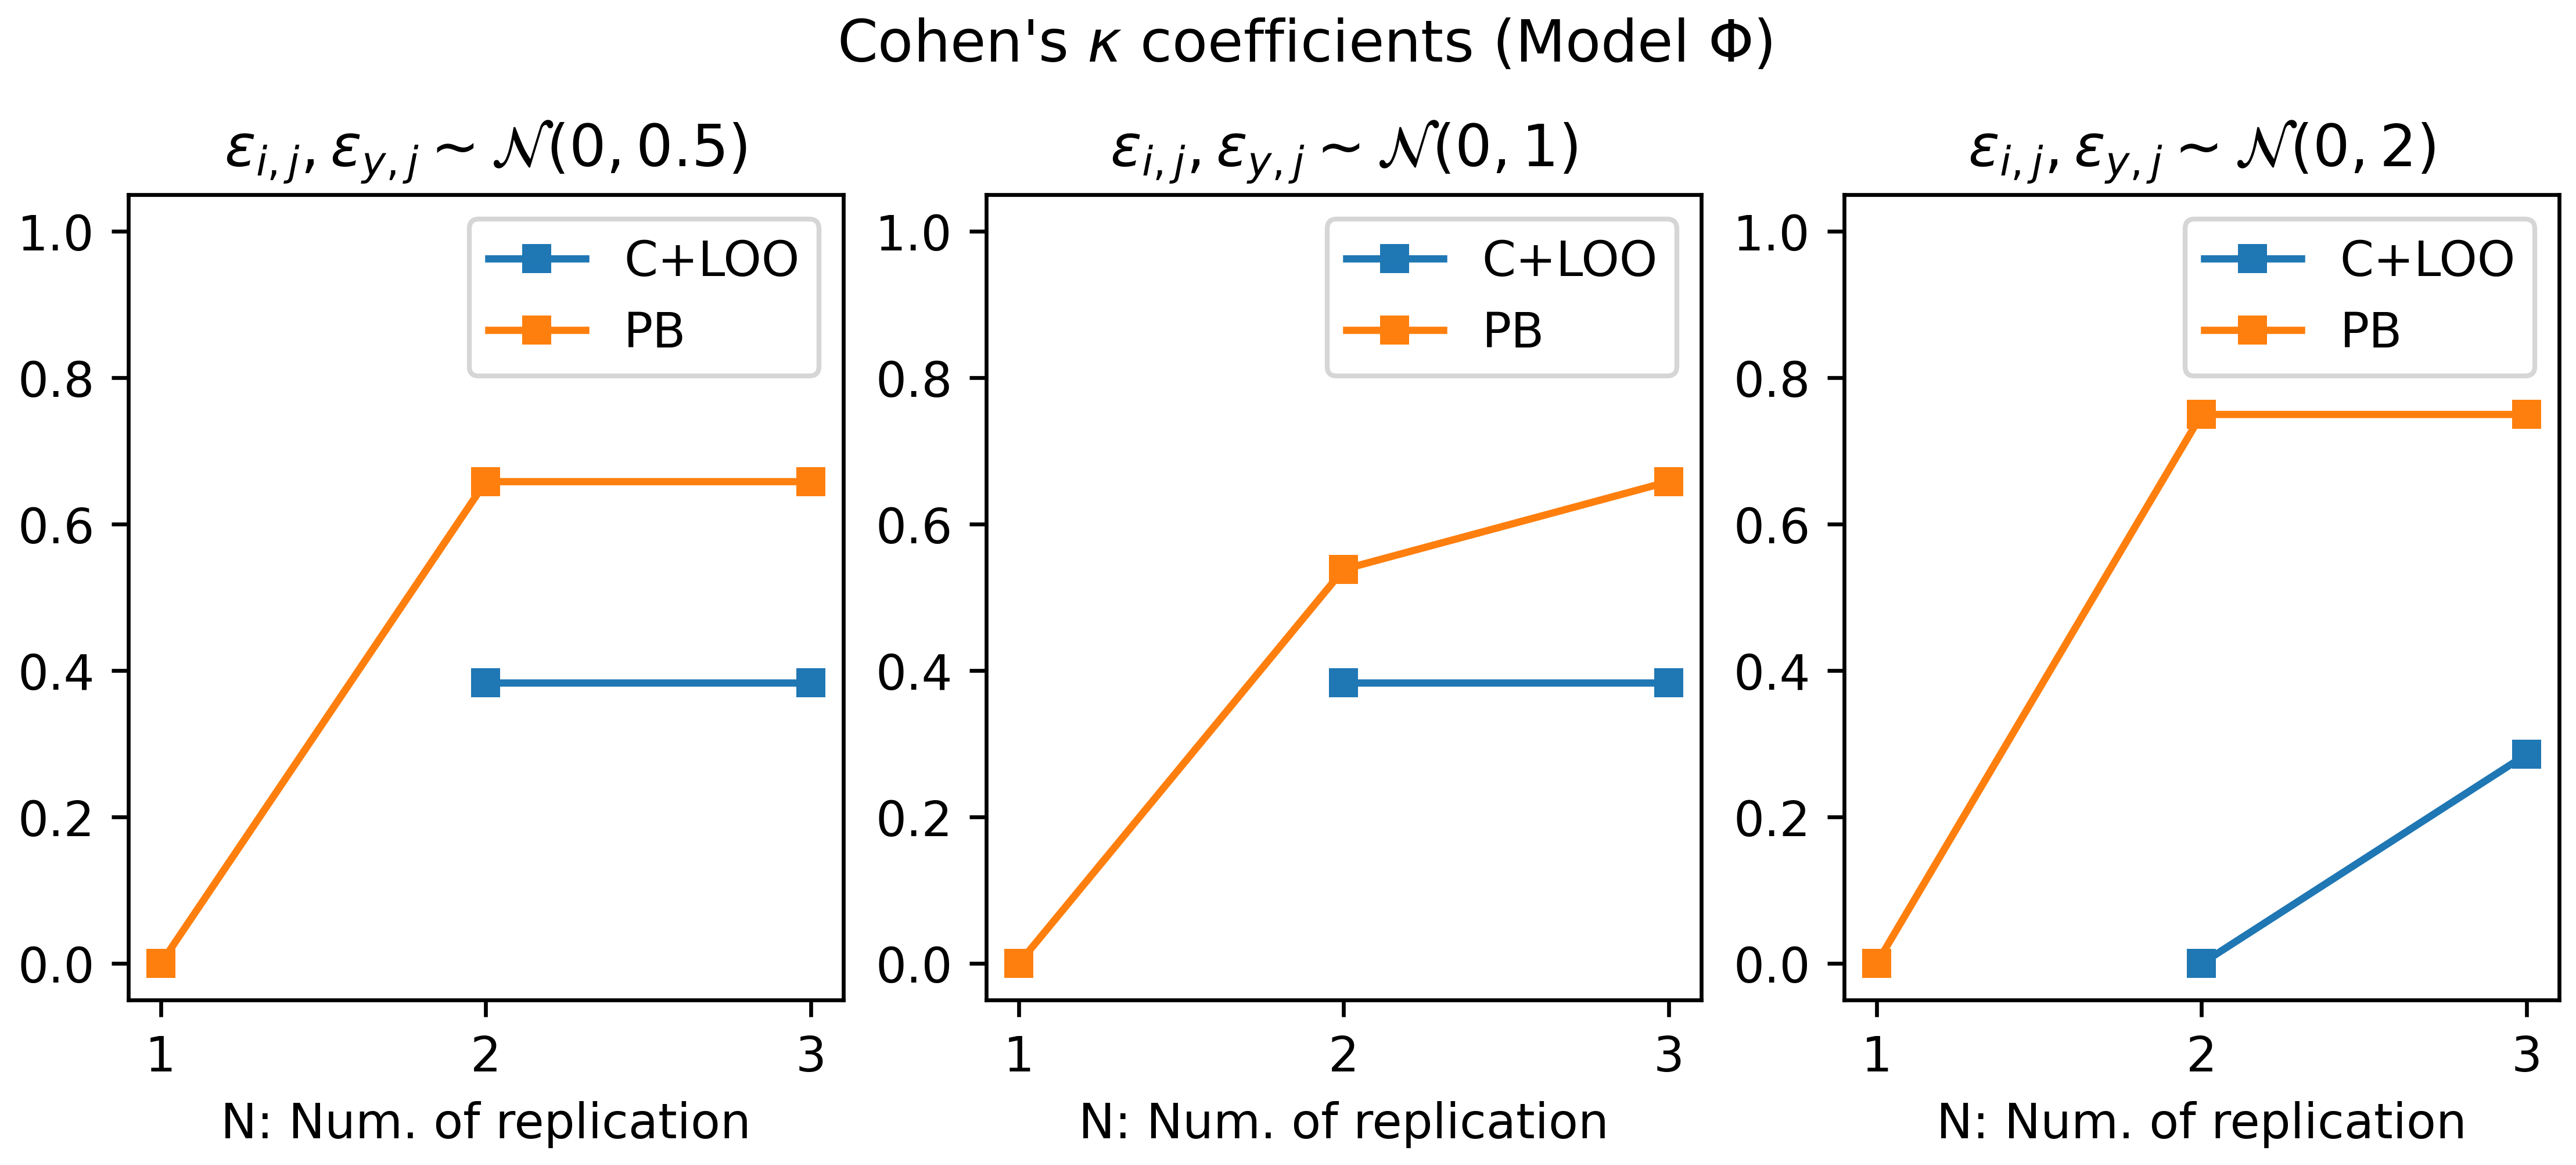 Cohen's κ coefficients (Model Φ)
ε_{i, j}, ε_{y, j} ~ 𝒩(0, 0.5)
1.0
0.8
0.6
0.4
0.2
0.0
C+LOO
PB
1 2 3
N: Num. of replication
ε_{i, j}, ε_{y, j} ~ 𝒩(0, 1)
1.0
0.8
0.6
0.4
0.2
0.0
C+LOO
PB
1 2 3
N: Num. of replication
ε_{i, j}, ε_{y, j} ~ 𝒩(0, 2)
1.0
0.8
0.6
0.4
0.2
0.0
C+LOO
PB
1 2 3
N: Num. of replication